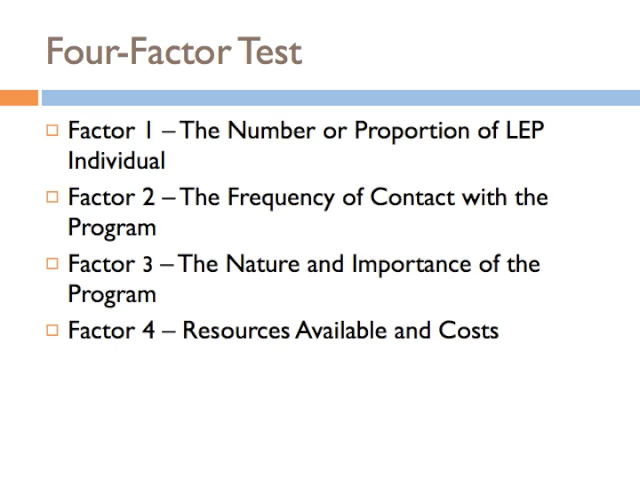 Four-Factor Test
Factor 1 – The Number or Proportion of LEP
Individual
Factor 2 – The Frequency of Contact with the
Program
Factor 3 – The Nature and Importance of the
Program
Factor 4 – Resources Available and Costs